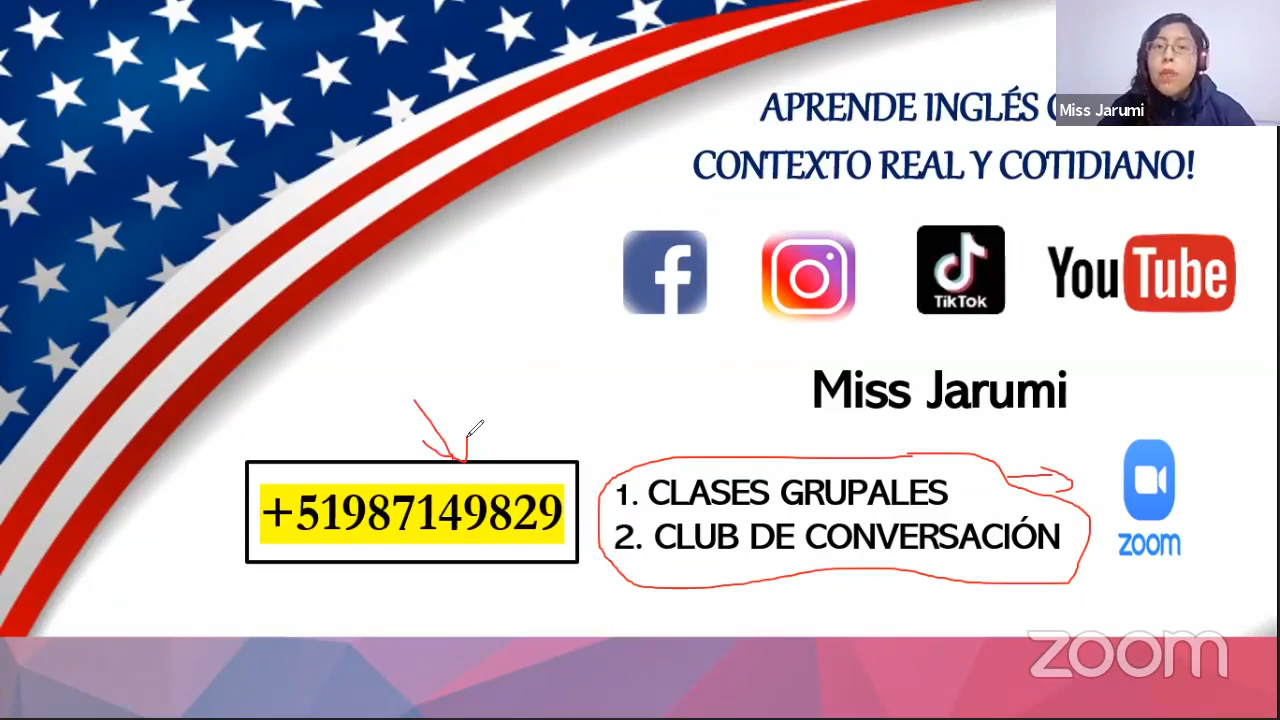 APRENDE INGLÉS
Miss Jarumi
CONTEXTO REAL Y COTIDIANO!
f
TikTok
YouTube
Miss Jarumi
+51987149829
1. CLASES GRUPALES
2. CLUB DE CONVERSACIÓN
zoom
zoom